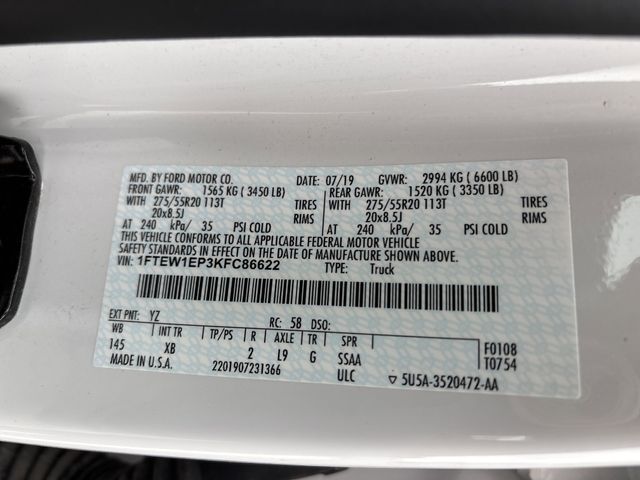 MFD. BY FORD MOTOR CO. DATE: 07/19 GVWR: 2994 KG ( 6600 LB)
FRONT GAWR: 1565 KG ( 3450 LB) REAR GAWR: 1520 KG ( 3350 LB)
WITH 275/55R20 113T TIRES WITH 275/55R20 113T TIRES
20x8.5J RIMS 20x8.5J RIMS
AT 240 kPa/ 35 PSI COLD AT 240 kPa/ 35 PSI COLD
THIS VEHICLE CONFORMS TO ALL APPLICABLE FEDERAL MOTOR VEHICLE
SAFETY STANDARDS IN EFFECT ON THE DATE OF MANUFACTURE SHOWN ABOVE.
VIN: 1FTEW1EP3KFC86622 TYPE: Truck
EXT PNT: YZ RC: 58 DSO:
WB INT TR TP/PS R AXLE TR SPR F0108
145 XB 2 L9 G SSAA T0754
MADE IN U.S.A. 2201907231366 ULC ▽ 5U5A-3520472-AA